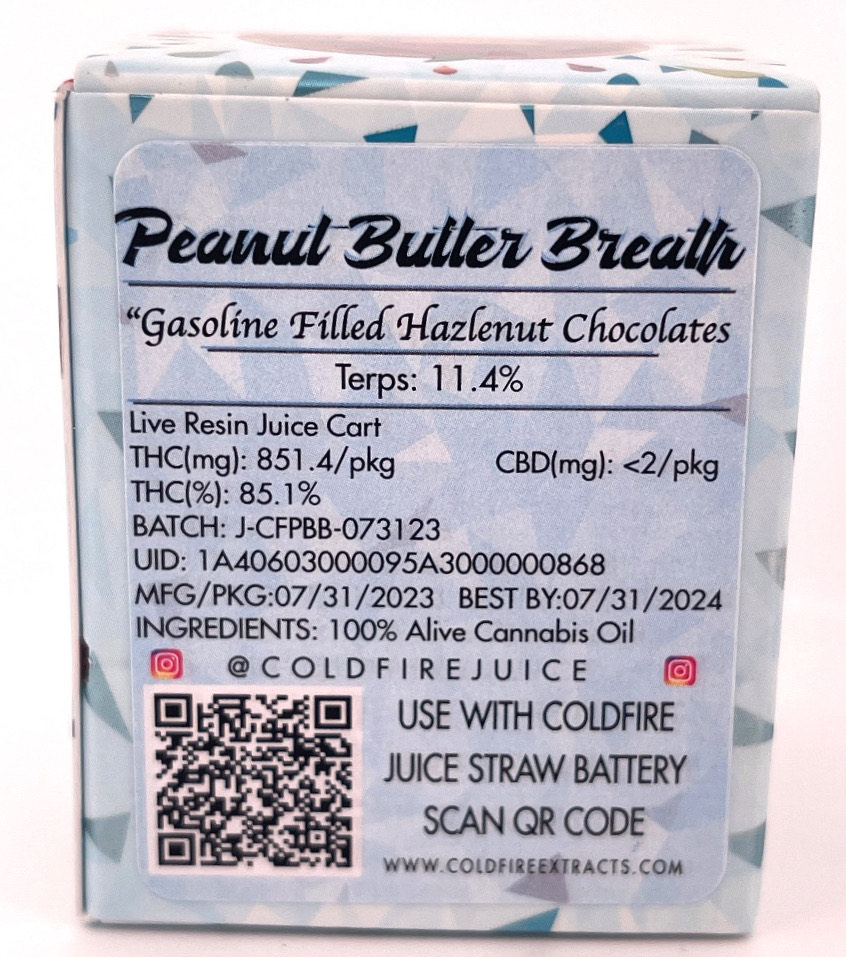 Peanut Butter Breath
“Gasoline Filled Hazlenut Chocolates
Terps: 11.4%
Live Resin Juice Cart
THC(mg): 851.4/pkg CBD(mg): <2/pkg
THC(%): 85.1%
BATCH: J-CFPBB-073123
UID: 1A40603000095A3000000868
MFG/PKG:07/31/2023 BEST BY:07/31/2024
INGREDIENTS: 100% Alive Cannabis Oil
@COLDFIREJUICE
USE WITH COLDFIRE
JUICE STRAW BATTERY
SCAN QR CODE
WWW.COLDFIREEXTRACTS.COM